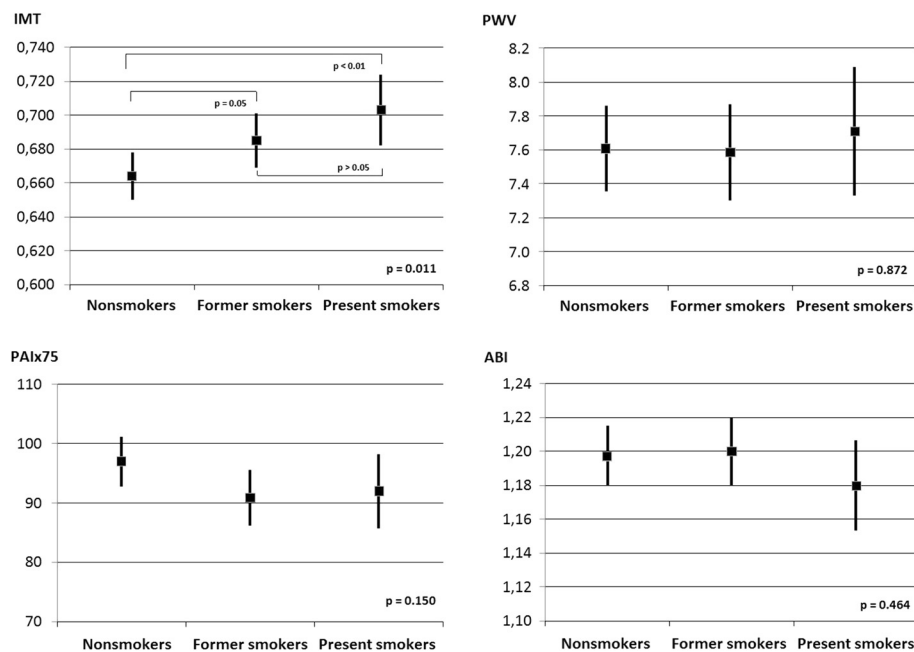 IMT
0,740
0,720
0,700
0,680
0,660
0,640
0,620
0,600
p < 0.01
p = 0.05
p > 0.05
p = 0.011
Nonsmokers Former smokers Present smokers
PWV
8.2
8.0
7.8
7.6
7.4
7.2
7.0
6.8
p = 0.872
Nonsmokers Former smokers Present smokers
PAIx75
110
100
90
80
70
p = 0.150
Nonsmokers Former smokers Present smokers
ABI
1,24
1,22
1,20
1,18
1,16
1,14
1,12
1,10
p = 0.464
Nonsmokers Former smokers Present smokers